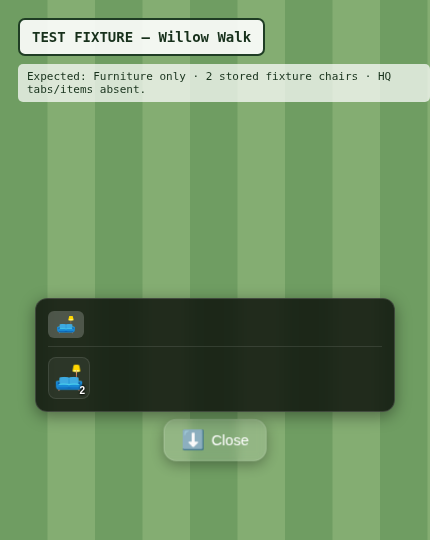 TEST FIXTURE — Willow Walk
Expected: Furniture only · 2 stored fixture chairs · HQ
tabs/items absent.
2
Close